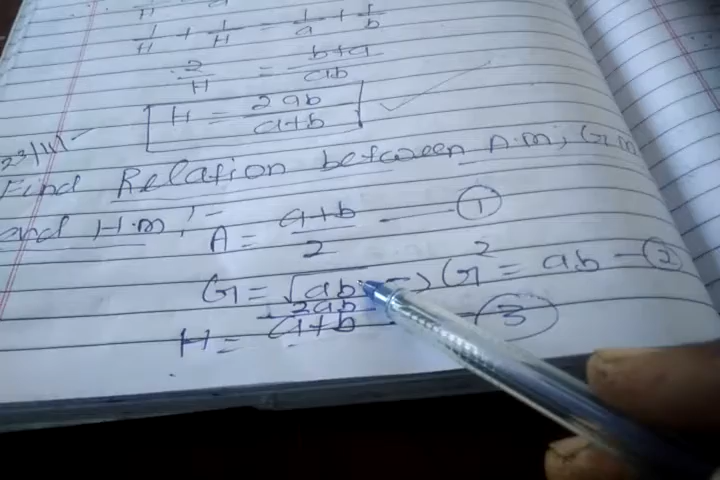 1/H + 1/H = 1/a + 1/b
2/H = b+a/ab
H = 2ab/a+b
Find Relation between A.m, G.m
and H.m:-
A = a+b/2 — 1
G = √ab → G² = ab — 2
H = 2ab/a+b — 3